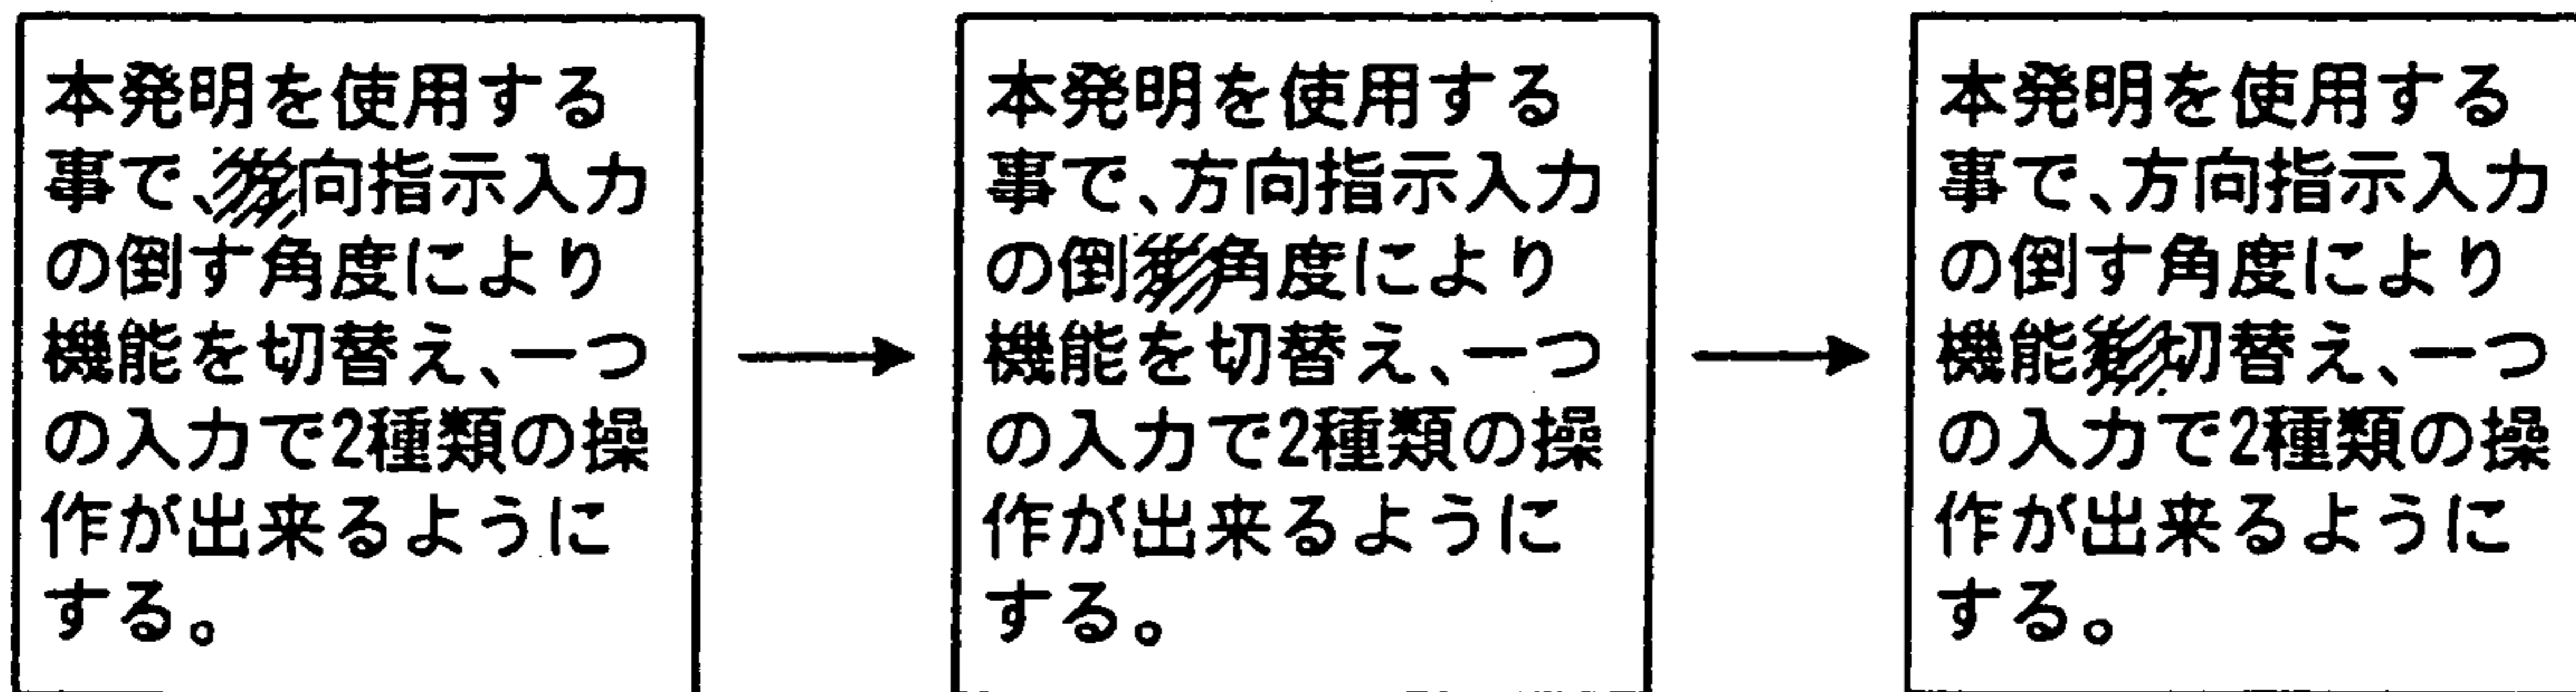 本発明を使用する
事で、方向指示入力
の倒す角度により
機能を切替え、一つ
の入力で2種類の操
作が出来るように
する。
本発明を使用する
事で、方向指示入力
の倒す角度により
機能を切替え、一つ
の入力で2種類の操
作が出来るように
する。
本発明を使用する
事で、方向指示入力
の倒す角度により
機能を切替え、一つ
の入力で2種類の操
作が出来るように
する。